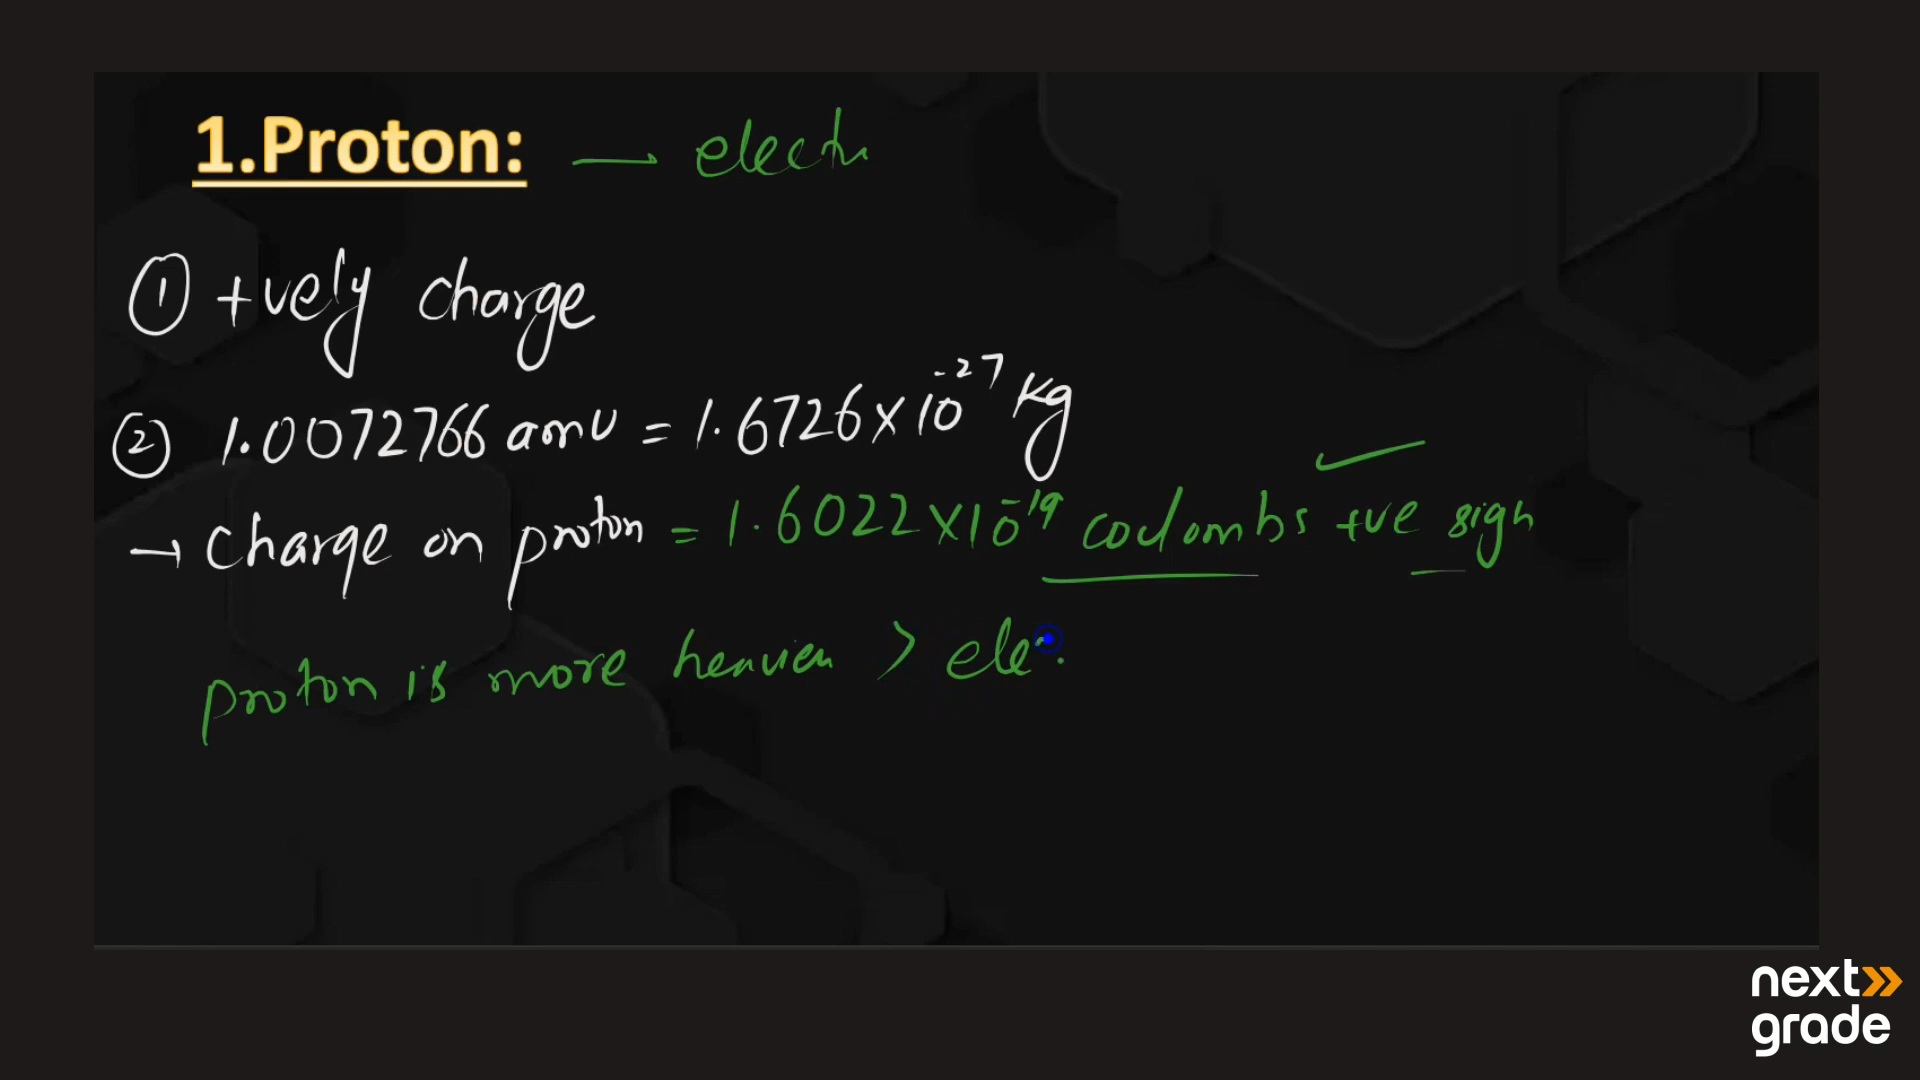 1.Proton: — elect
① +vely charge
② 1.0072766 amu = 1.6726 × 10⁻²⁷ Kg
→ Charge on proton = 1.6022 × 10⁻¹⁹ coulombs +ve sign
proton is more heavier > ele
next
grade